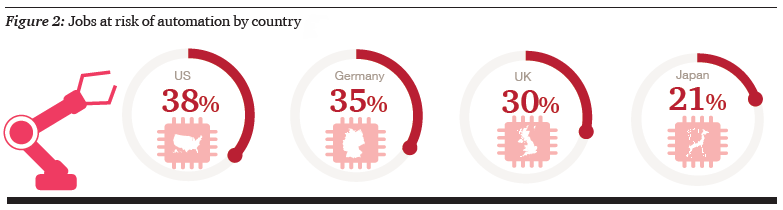 Figure 2: Jobs at risk of automation by country
US
38%
Germany
35%
UK
30%
Japan
21%